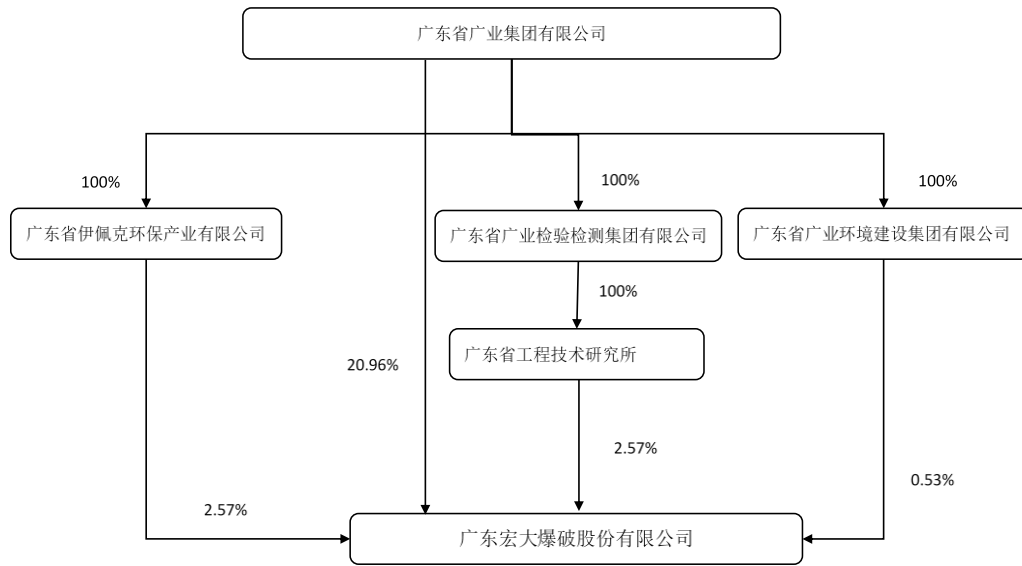 广东省广业集团有限公司
100%
100%
100%
广东省伊佩克环保产业有限公司
广东省广业检验检测集团有限公司
广东省广业环境建设集团有限公司
100%
广东省工程技术研究所
20.96%
2.57%
0.53%
2.57%
广东宏大爆破股份有限公司